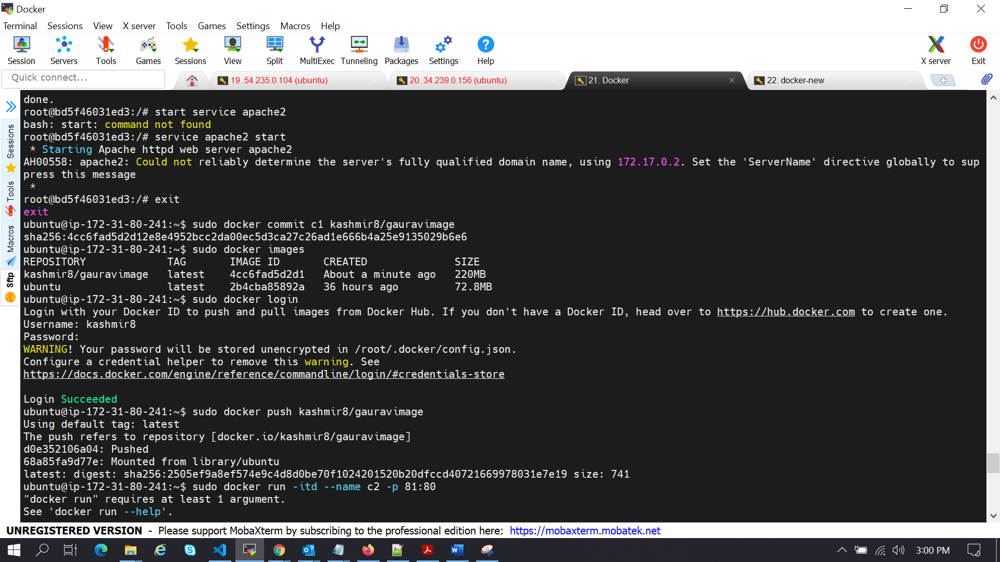 Docker
Terminal Sessions View X server Tools Games Settings Macros Help
Session Servers Tools Games Sessions View Split MultiExec Tunneling Packages Settings Help X server Exit
Quick connect...
19. 54.235.0.104 (ubuntu)
20. 34.239.0.156 (ubuntu)
21. Docker
22. docker-new
Sessions
Tools
Macros
Sftp
done.
root@bd5f46031ed3:/# start service apache2
bash: start: command not found
root@bd5f46031ed3:/# service apache2 start
 * Starting Apache httpd web server apache2
AH00558: apache2: Could not reliably determine the server's fully qualified domain name, using 172.17.0.2. Set the 'ServerName' directive globally to sup
press this message
 *
root@bd5f46031ed3:/# exit
exit
ubuntu@ip-172-31-80-241:~$ sudo docker commit c1 kashmir8/gauravimage
sha256:4cc6fad5d2d12e8e4952bcc2da00ec5d3ca27c26ad1e666b4a25e9135029b6e6
ubuntu@ip-172-31-80-241:~$ sudo docker images
REPOSITORY TAG IMAGE ID CREATED SIZE
kashmir8/gauravimage latest 4cc6fad5d2d1 About a minute ago 220MB
ubuntu latest 2b4cba85892a 36 hours ago 72.8MB
ubuntu@ip-172-31-80-241:~$ sudo docker login
Login with your Docker ID to push and pull images from Docker Hub. If you don't have a Docker ID, head over to https://hub.docker.com to create one.
Username: kashmir8
Password:
WARNING! Your password will be stored unencrypted in /root/.docker/config.json.
Configure a credential helper to remove this warning. See
https://docs.docker.com/engine/reference/commandline/login/#credentials-store
Login Succeeded
ubuntu@ip-172-31-80-241:~$ sudo docker push kashmir8/gauravimage
Using default tag: latest
The push refers to repository [docker.io/kashmir8/gauravimage]
d0e352106a04: Pushed
68a85fa9d77e: Mounted from library/ubuntu
latest: digest: sha256:2505ef9a8ef574e9c4d8d0be70f1024201520b20dfccd40721669978031e7e19 size: 741
ubuntu@ip-172-31-80-241:~$ sudo docker run -itd --name c2 -p 81:80
"docker run" requires at least 1 argument.
See 'docker run --help'.
UNREGISTERED VERSION - Please support MobaXterm by subscribing to the professional edition here: https://mobaxterm.mobatek.net
3:00 PM